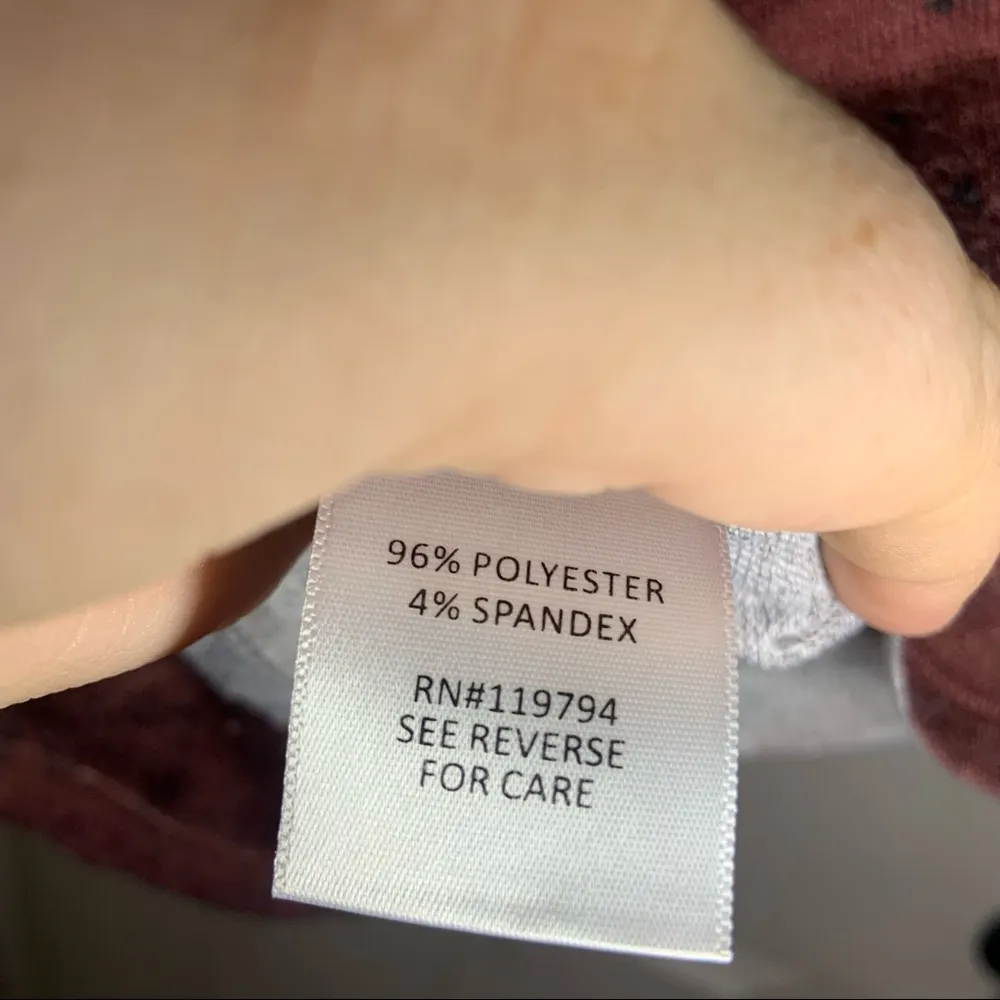 96% POLYESTER
4% SPANDEX
RN#119794
SEE REVERSE
FOR CARE